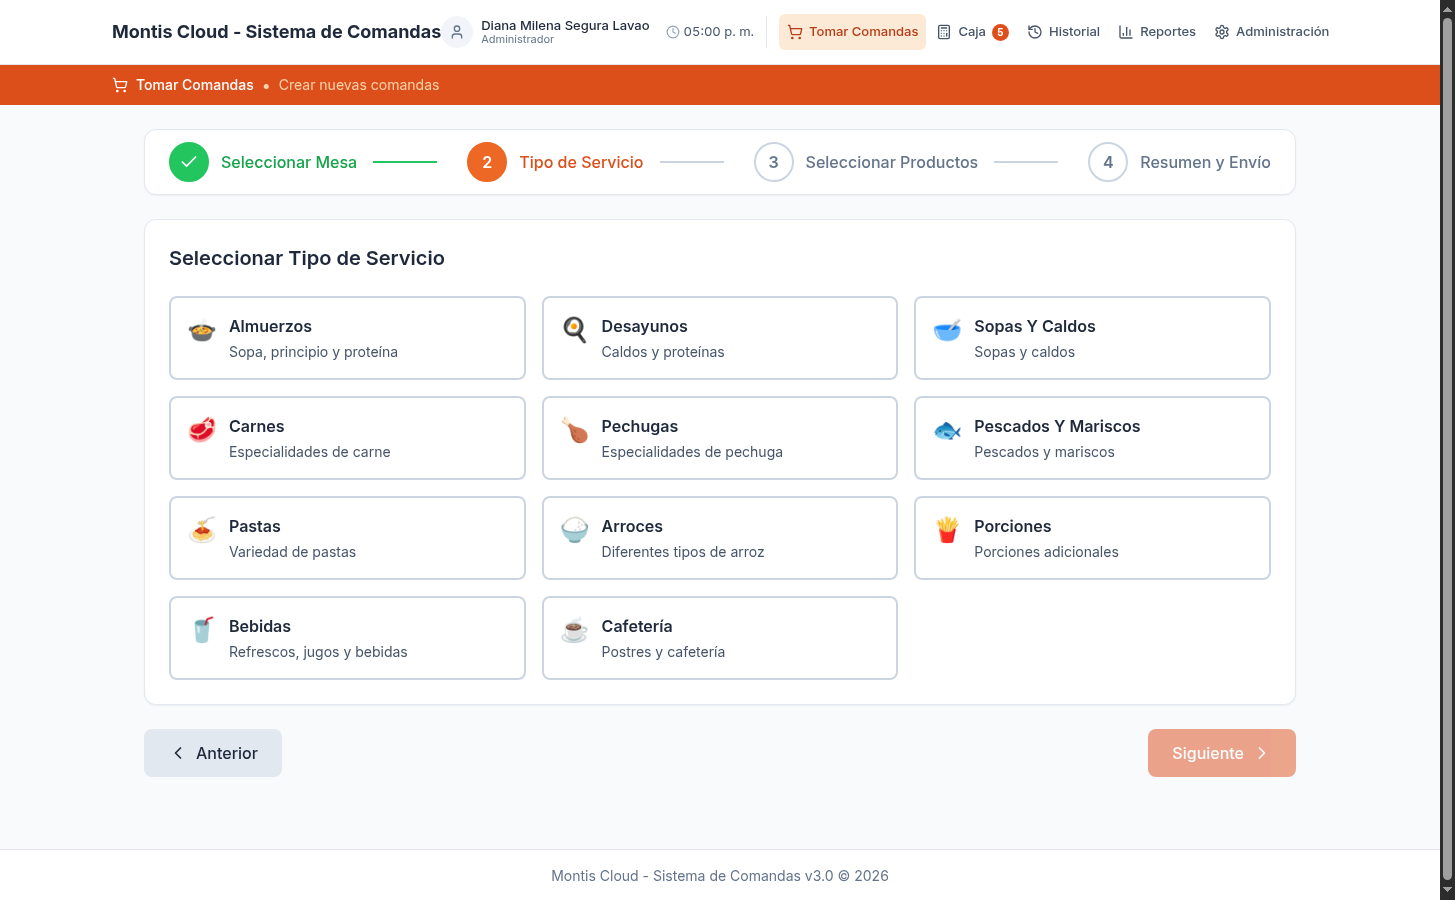 Montis Cloud - Sistema de Comandas
Diana Milena Segura Lavao
Administrador
05:00 p. m.
Tomar Comandas
Caja 5
Historial
Reportes
Administración
Tomar Comandas • Crear nuevas comandas
Seleccionar Mesa
2 Tipo de Servicio
3 Seleccionar Productos
4 Resumen y Envío
Seleccionar Tipo de Servicio
Almuerzos
Sopa, principio y proteína
Desayunos
Caldos y proteínas
Sopas Y Caldos
Sopas y caldos
Carnes
Especialidades de carne
Pechugas
Especialidades de pechuga
Pescados Y Mariscos
Pescados y mariscos
Pastas
Variedad de pastas
Arroces
Diferentes tipos de arroz
Porciones
Porciones adicionales
Bebidas
Refrescos, jugos y bebidas
Cafetería
Postres y cafetería
Anterior
Siguiente
Montis Cloud - Sistema de Comandas v3.0 © 2026